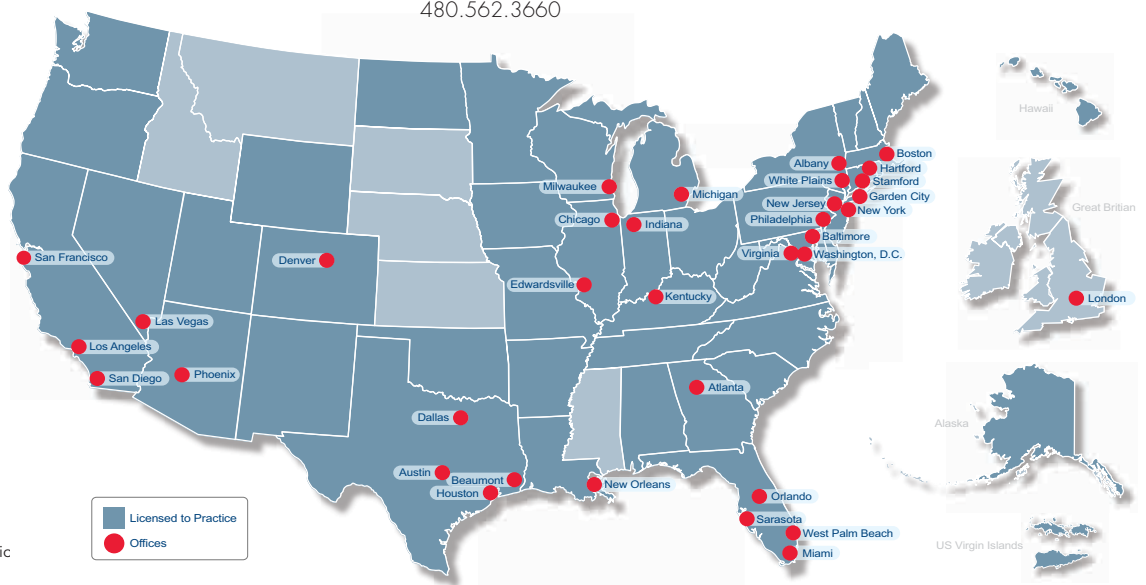 480.562.3660
Hawaii
Boston
Albany
Hartford
White Plains
Stamford
Milwaukee
Michigan
Garden City
New Jersey
New York
Great Britian
Chicago
Indiana
Philadelphia
Baltimore
Virginia
Washington, D.C.
San Francisco
Denver
Edwardsville
Kentucky
London
Las Vegas
Los Angeles
San Diego
Phoenix
Atlanta
Dallas
Alaska
Austin
Beaumont
Houston
New Orleans
Orlando
Sarasota
West Palm Beach
Miami
US Virgin Islands
Licensed to Practice
Offices
ic